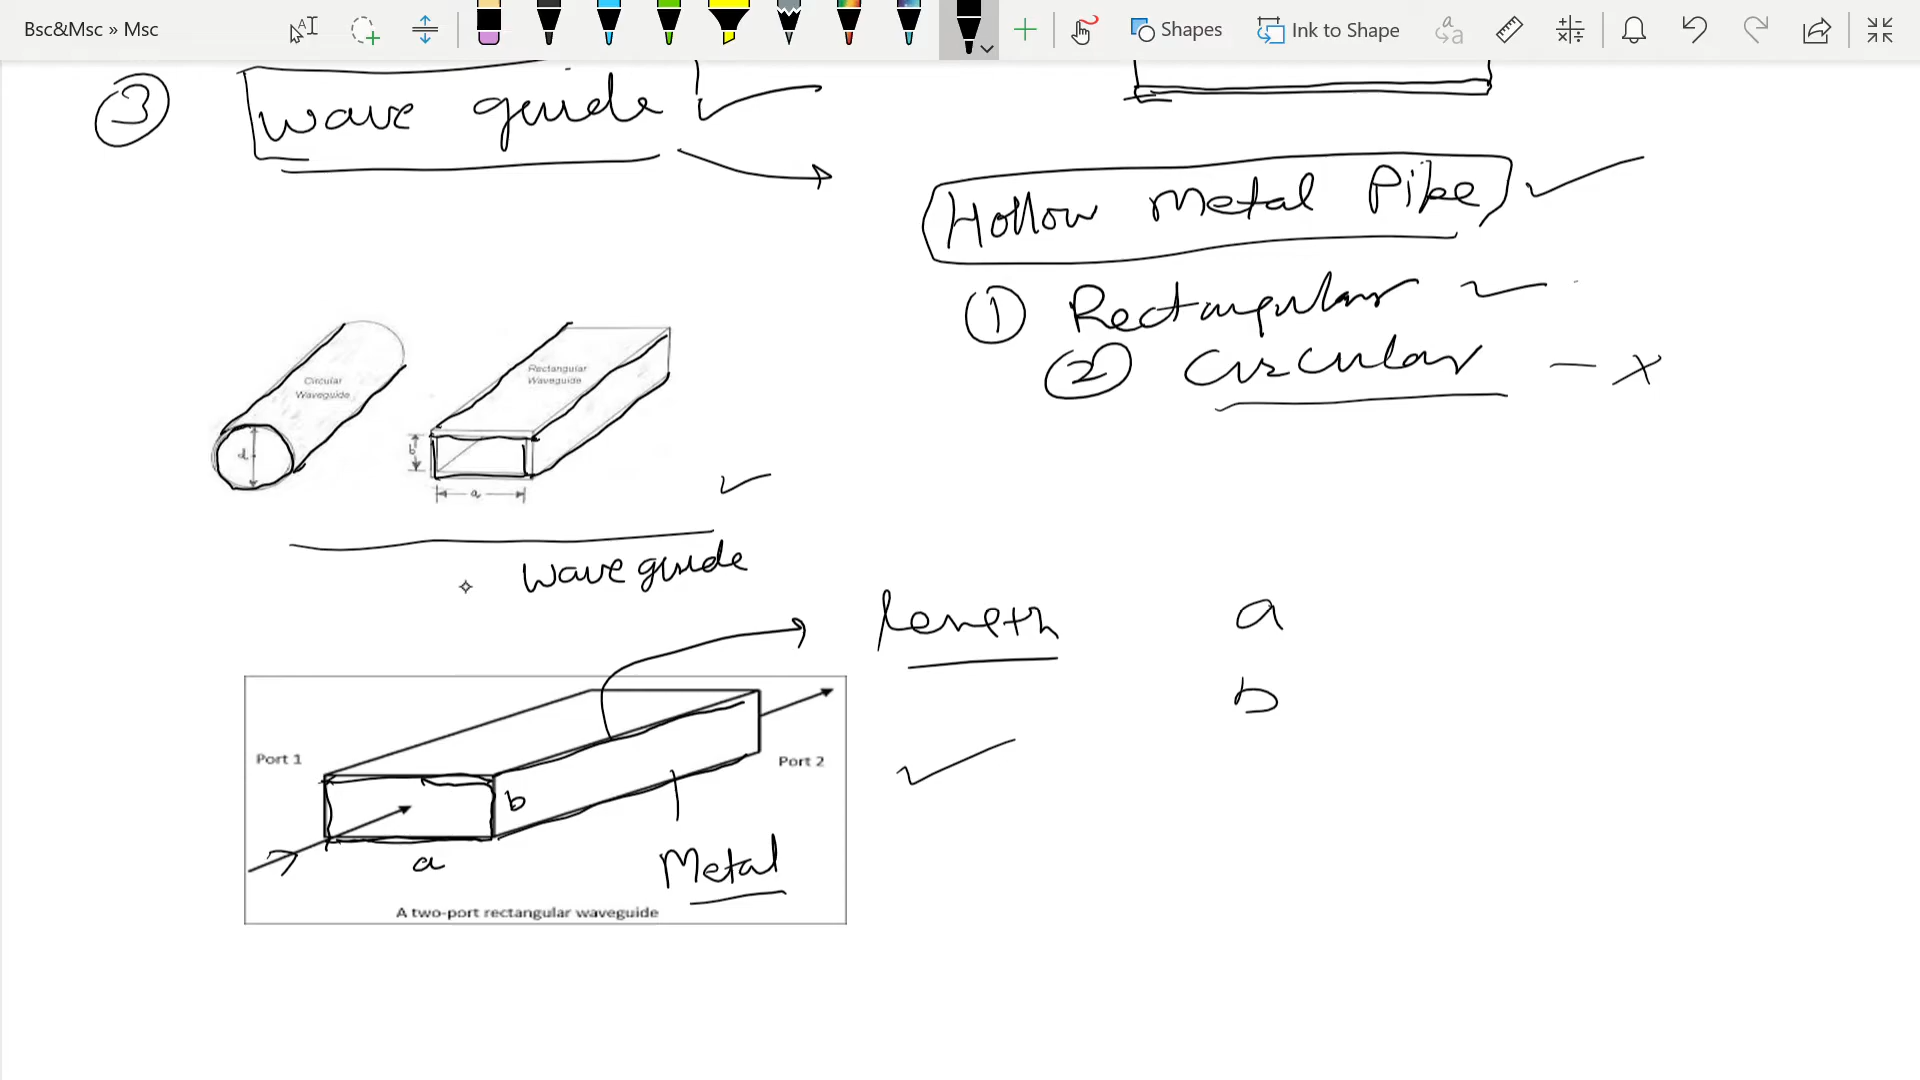 Bsc&Msc » Msc
Shapes
Ink to Shape
3 wave guide
Hollow Metal Pipe
1 Rectangular
2 Circular - x
Circular
Waveguide
Rectangular
Waveguide
d
b
a
wave guide
length a
b
Port 1
Port 2
b
a
Metal
A two-port rectangular waveguide